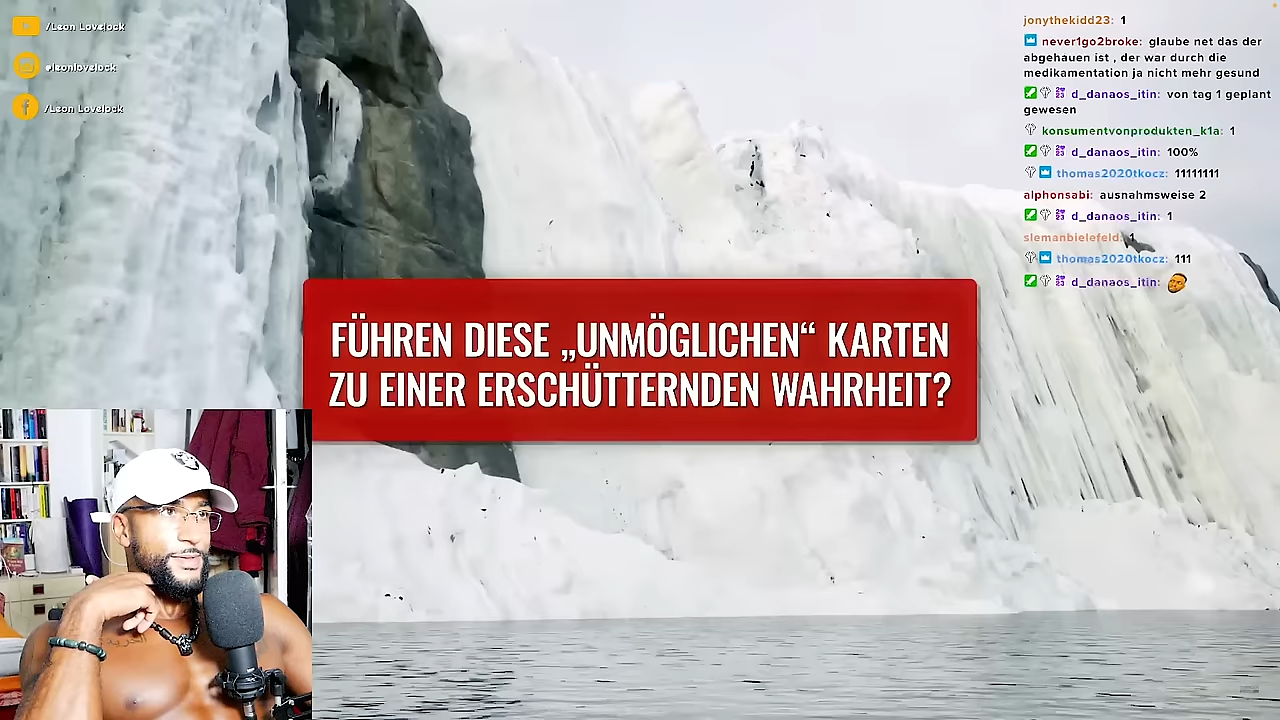 /Leon Lovelock
@leonlovelock
/Leon Lovelock
jonythekidd23: 1
never1go2broke: glaube net das der
abgehauen ist , der war durch die
medikamentation ja nicht mehr gesund
d_danaos_itin: von tag 1 geplant
gewesen
konsumentvonprodukten_k1a: 1
d_danaos_itin: 100%
thomas2020tkocz: 11111111
alphonsabi: ausnahmsweise 2
d_danaos_itin: 1
slemanbielefeld: 1
thomas2020tkocz: 111
d_danaos_itin:
FÜHREN DIESE „UNMÖGLICHEN“ KARTEN
ZU EINER ERSCHÜTTERNDEN WAHRHEIT?